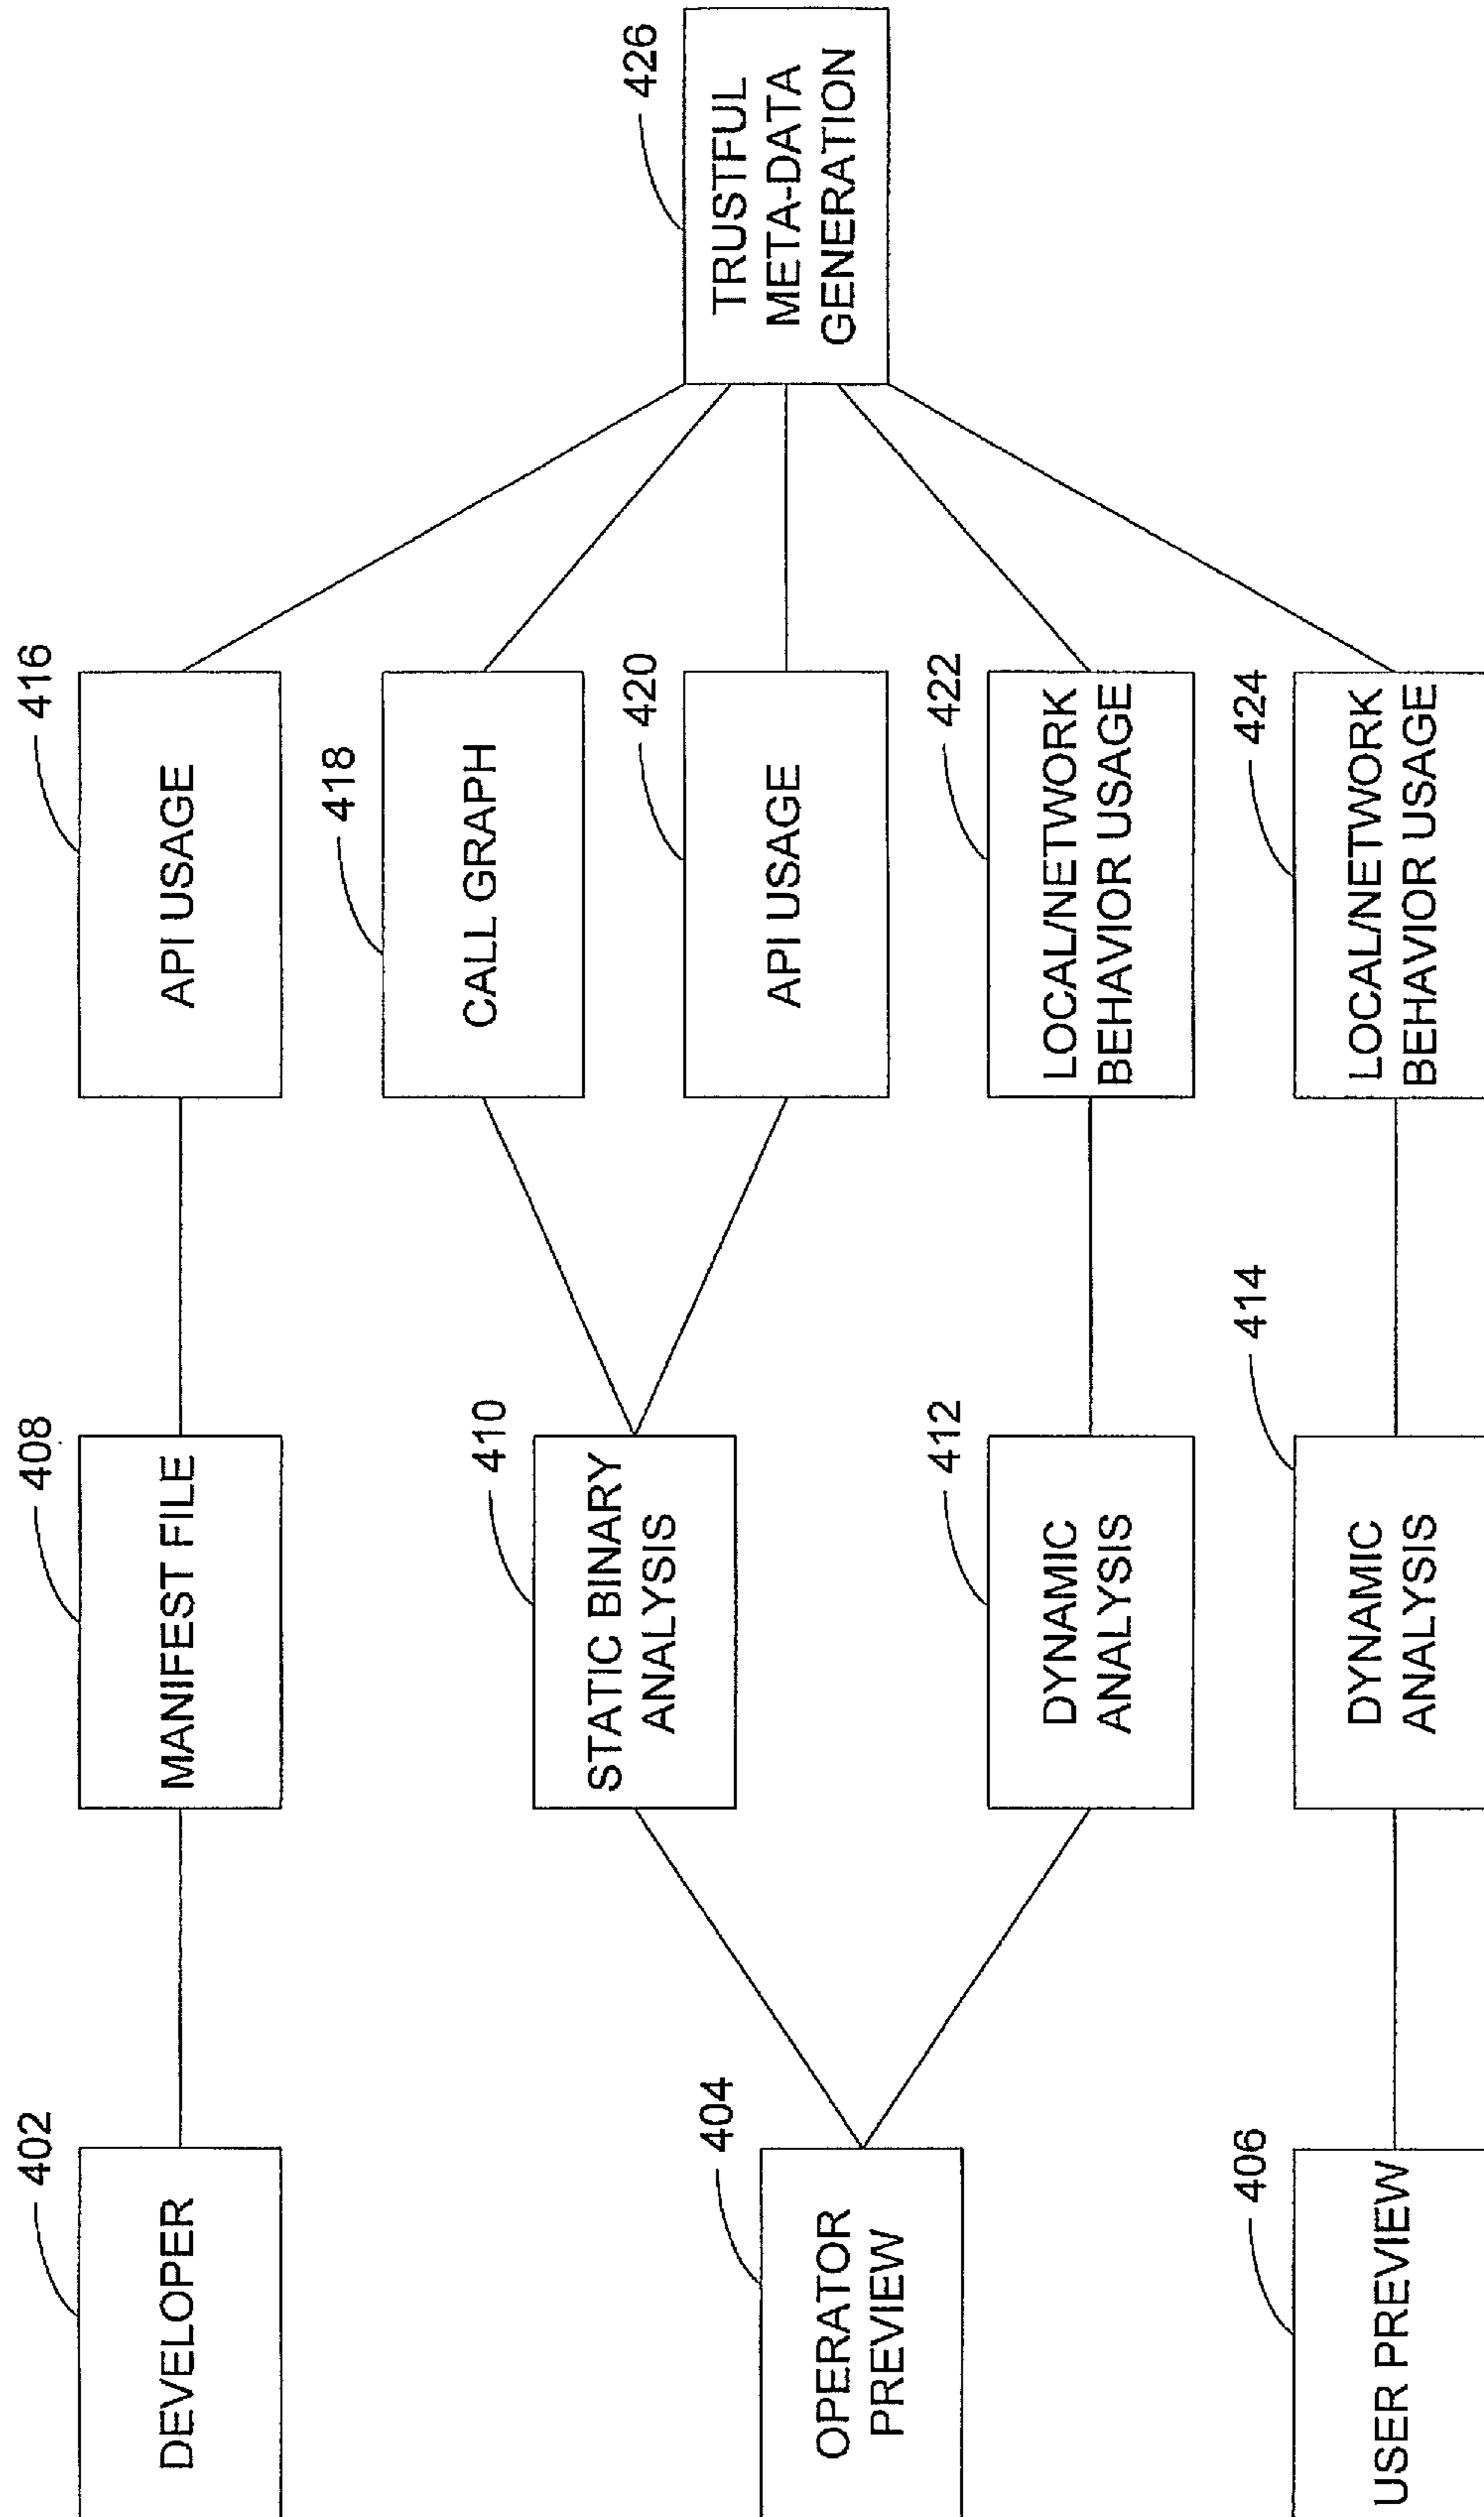 402
DEVELOPER
404
OPERATOR
PREVIEW
406
USER PREVIEW
408
MANIFEST FILE
410
STATIC BINARY
ANALYSIS
412
DYNAMIC
ANALYSIS
414
DYNAMIC
ANALYSIS
416
API USAGE
418
CALL GRAPH
420
API USAGE
422
LOCAL/NETWORK
BEHAVIOR USAGE
424
LOCAL/NETWORK
BEHAVIOR USAGE
426
TRUSTFUL
META-DATA
GENERATION